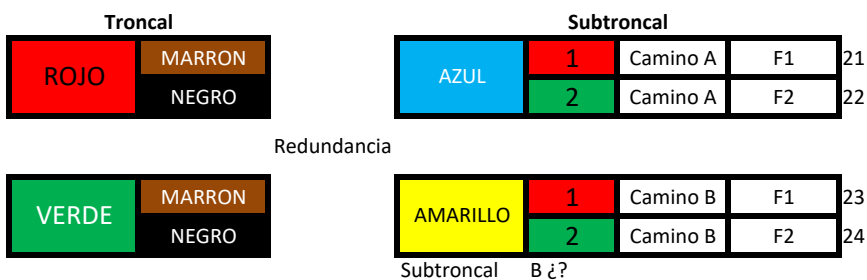 Troncal Subtroncal
ROJO MARRON AZUL 1 Camino A F1 21
NEGRO 2 Camino A F2 22
Redundancia
VERDE MARRON AMARILLO 1 Camino B F1 23
NEGRO 2 Camino B F2 24
Subtroncal B ¿?